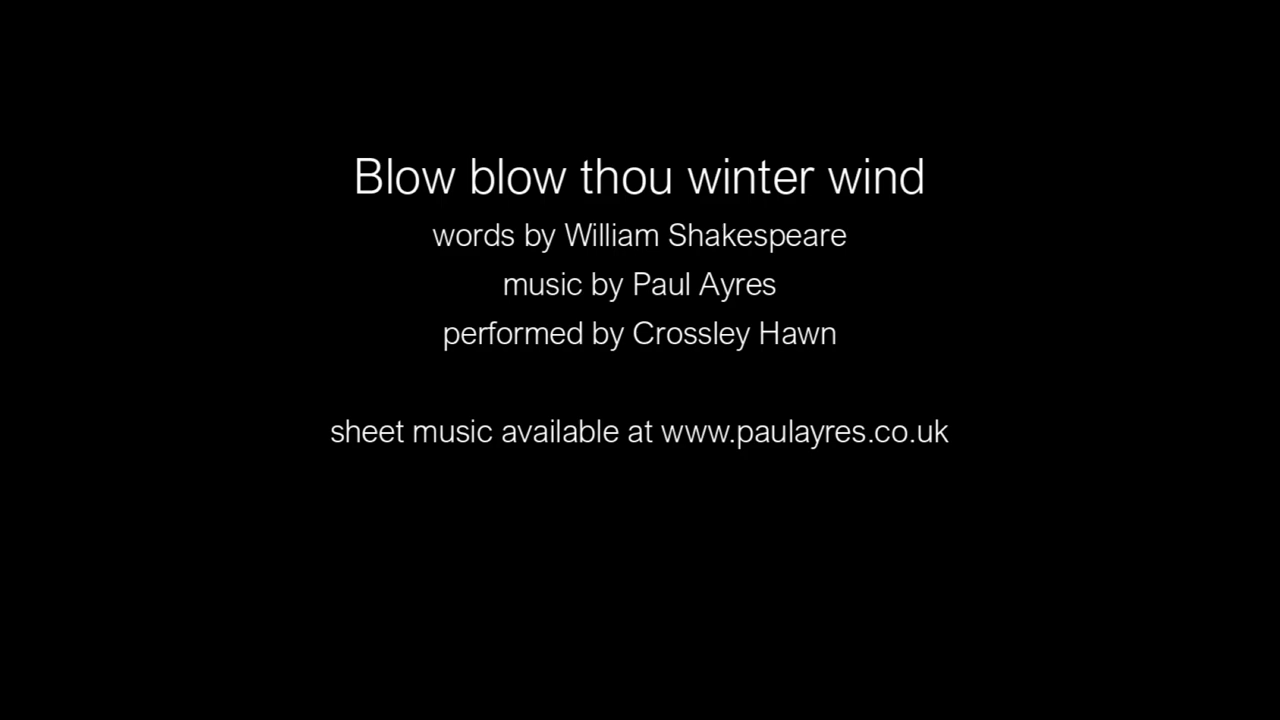 Blow blow thou winter wind
words by William Shakespeare
music by Paul Ayres
performed by Crossley Hawn
sheet music available at www.paulayres.co.uk